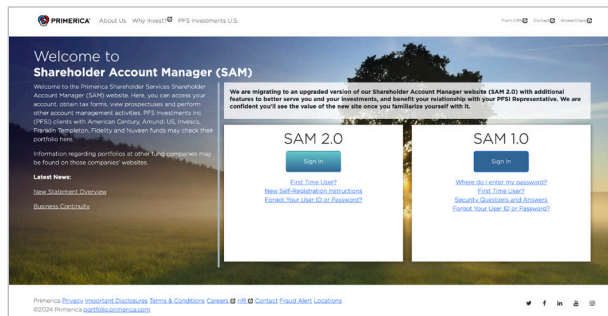 PRIMERICA About Us Why Invest? PFS Investments U.S. Form CRS Contact BrokerCheck
Welcome to
Shareholder Account Manager (SAM)
Welcome to the Primerica Shareholder Services Shareholder
Account Manager (SAM) website. Here, you can access your
account, obtain tax forms, view prospectuses and perform
other account management activities. PFS Investments Inc.
(PFSI) clients with American Century, Amundi US, Invesco,
Franklin Templeton, Fidelity and Nuveen funds may check their
portfolio here.
Information regarding portfolios at other fund companies may
be found on those companies' websites.
Latest News:
New Statement Overview
Business Continuity
We are migrating to an upgraded version of our Shareholder Account Manager website (SAM 2.0) with additional
features to better serve you and your investments, and benefit your relationship with your PFSI Representative. We are
confident you'll see the value of the new site once you familiarize yourself with it.
SAM 2.0
Sign In
First Time User?
New Self-Registration Instructions
Forgot Your User ID or Password?
SAM 1.0
Sign In
Where do I enter my password?
First Time User?
Security Questions and Answers
Forgot Your User ID or Password?
Primerica Privacy Important Disclosures Terms & Conditions Careers HR Contact Fraud Alert Locations
©2024 Primerica portfolio.primerica.com